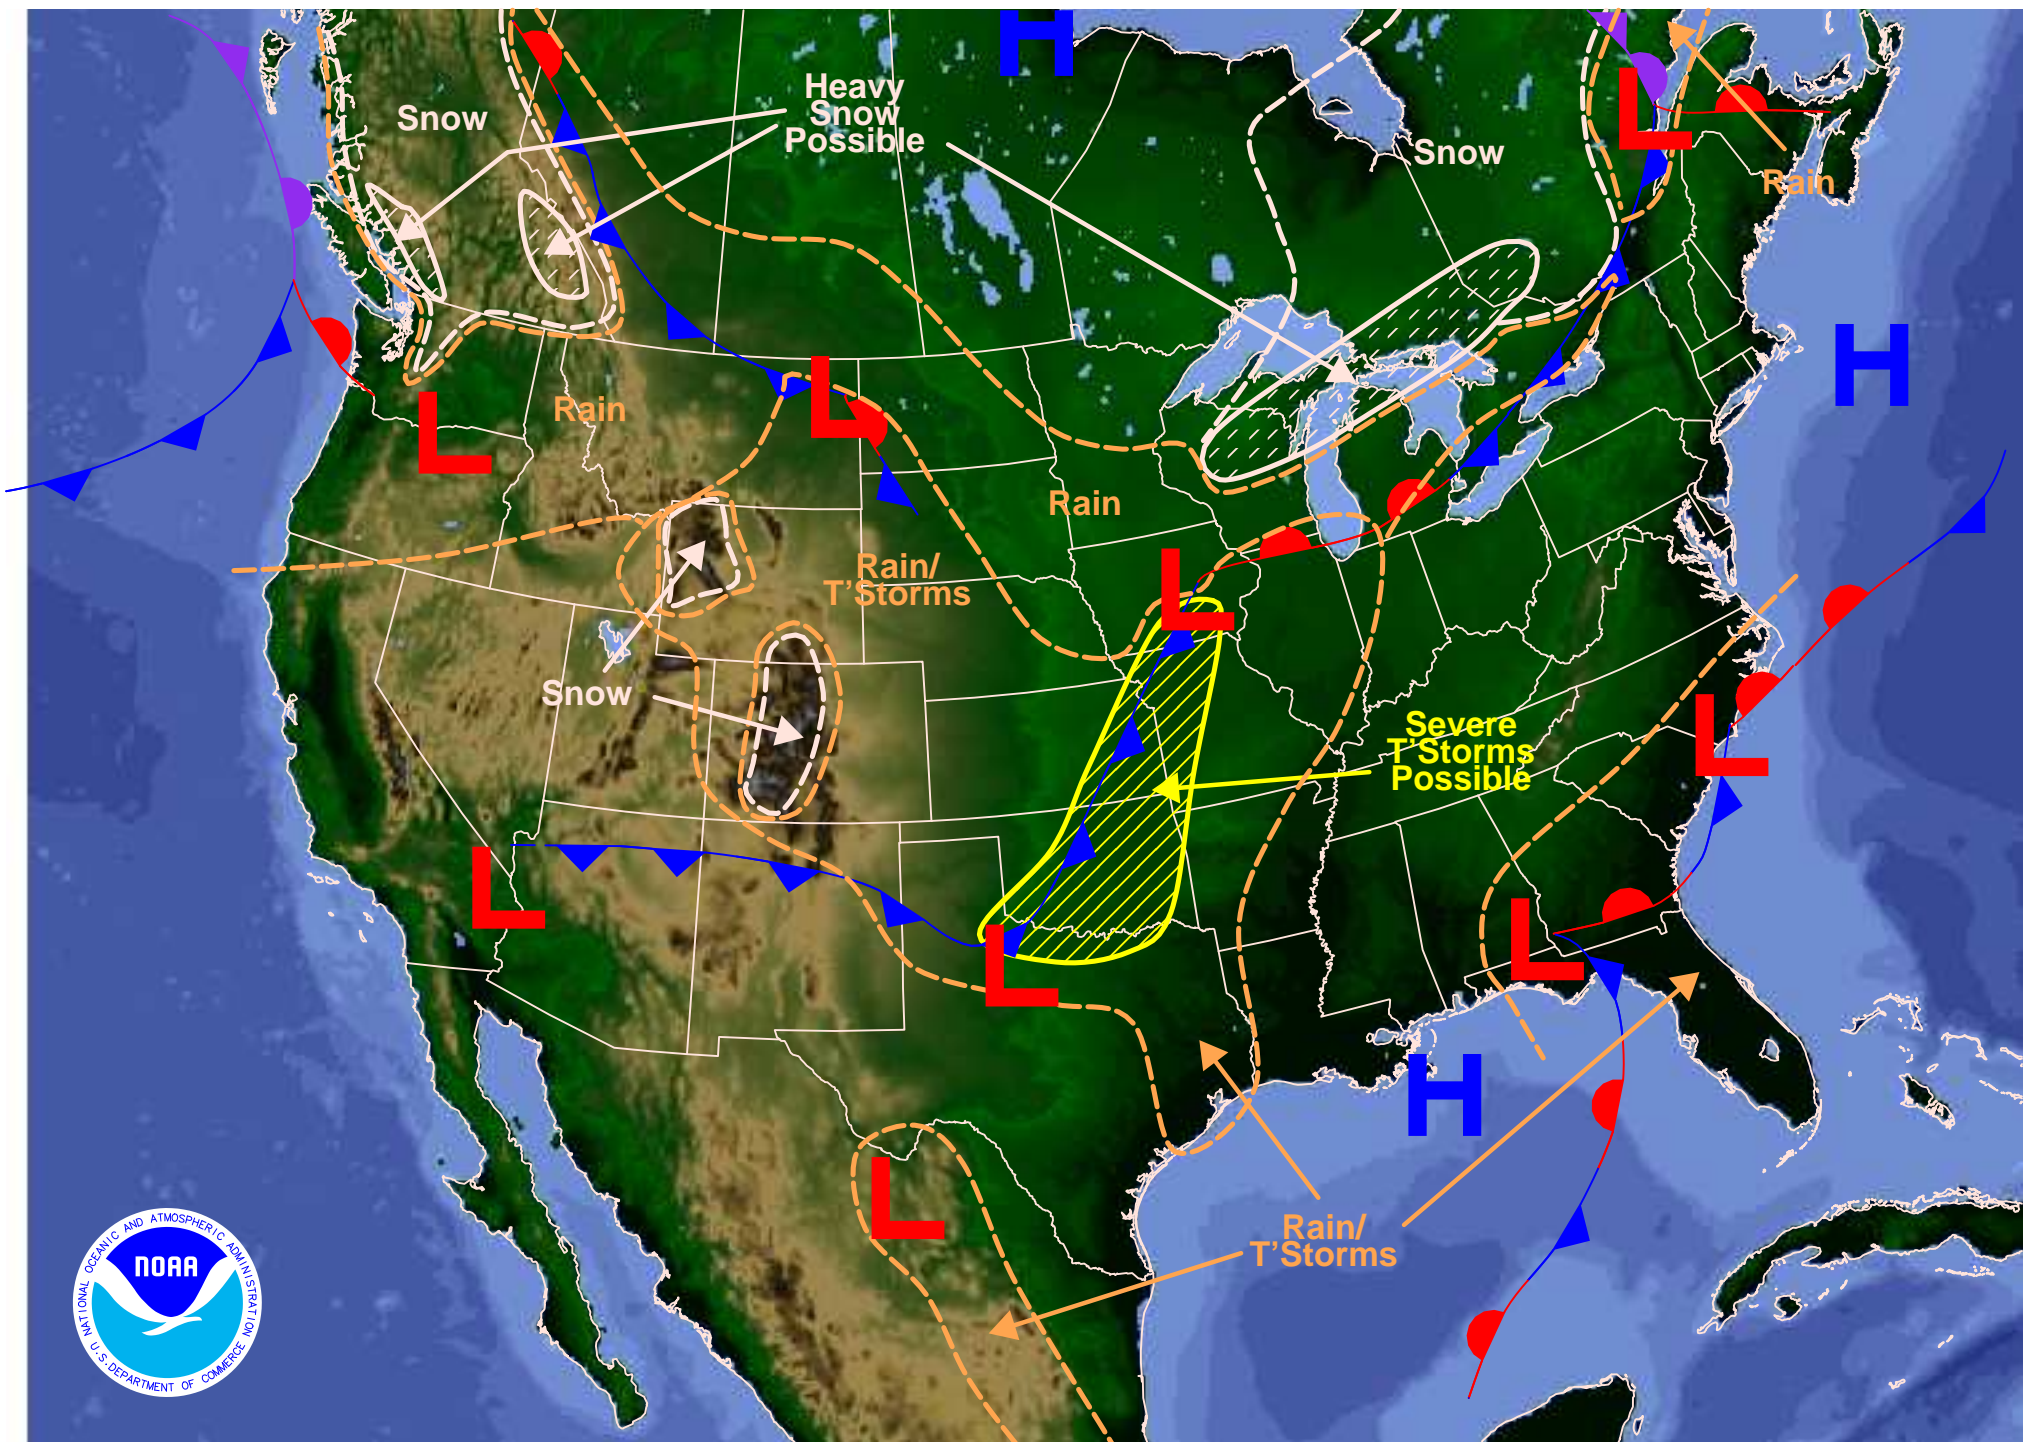 H
Heavy
Snow
Possible
Snow
Snow
L
Rain
H
L
L
Rain
Rain
Rain/
T'Storms
L
Snow
L
Severe
T'Storms
Possible
L
L
L
H
L
Rain/
T'Storms
NATIONAL OCEANIC AND ATMOSPHERIC ADMINISTRATION
NOAA
U.S. DEPARTMENT OF COMMERCE